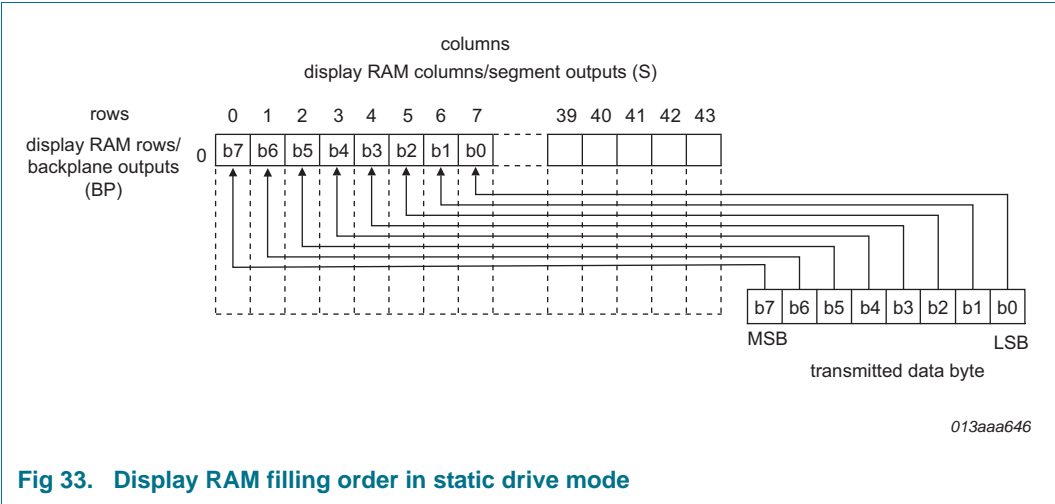 columns
display RAM columns/segment outputs (S)
rows 0 1 2 3 4 5 6 7 39 40 41 42 43
display RAM rows/
backplane outputs
(BP)
0 b7 b6 b5 b4 b3 b2 b1 b0
b7 b6 b5 b4 b3 b2 b1 b0
MSB LSB
transmitted data byte
013aaa646
Fig 33. Display RAM filling order in static drive mode